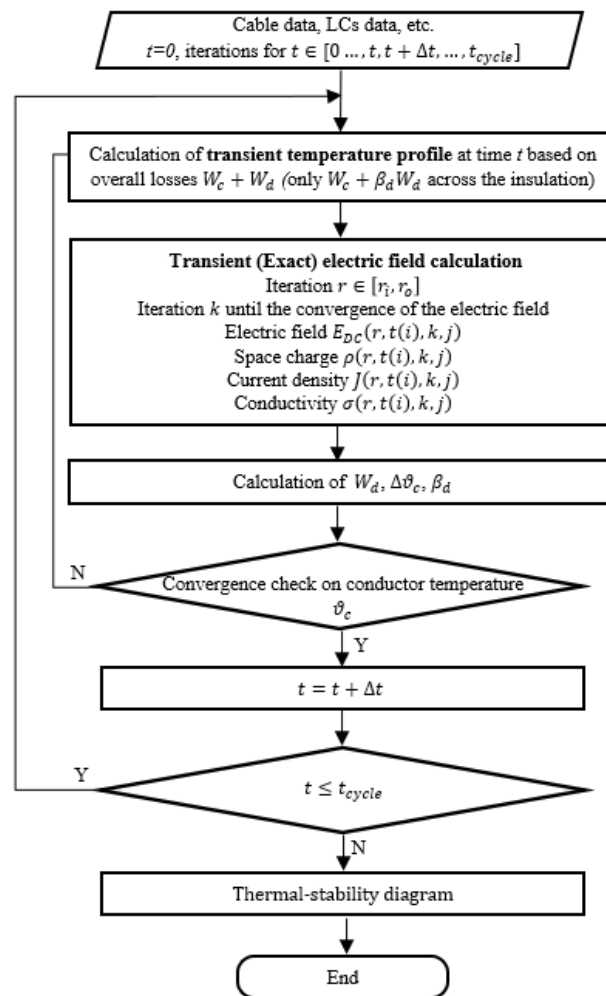 Cable data, LCs data, etc.
t=0, iterations for t ∈ [0 …, t, t + Δt, …, t_cycle]
Calculation of transient temperature profile at time t based on
overall losses W_c + W_d (only W_c + β_d W_d across the insulation)
Transient (Exact) electric field calculation
Iteration r ∈ [r_i, r_o]
Iteration k until the convergence of the electric field
Electric field E_DC(r, t(i), k, j)
Space charge ρ(r, t(i), k, j)
Current density J(r, t(i), k, j)
Conductivity σ(r, t(i), k, j)
Calculation of W_d, Δϑ_c, β_d
N
Convergence check on conductor temperature
ϑ_c
Y
t = t + Δt
Y
t ≤ t_cycle
N
Thermal-stability diagram
End